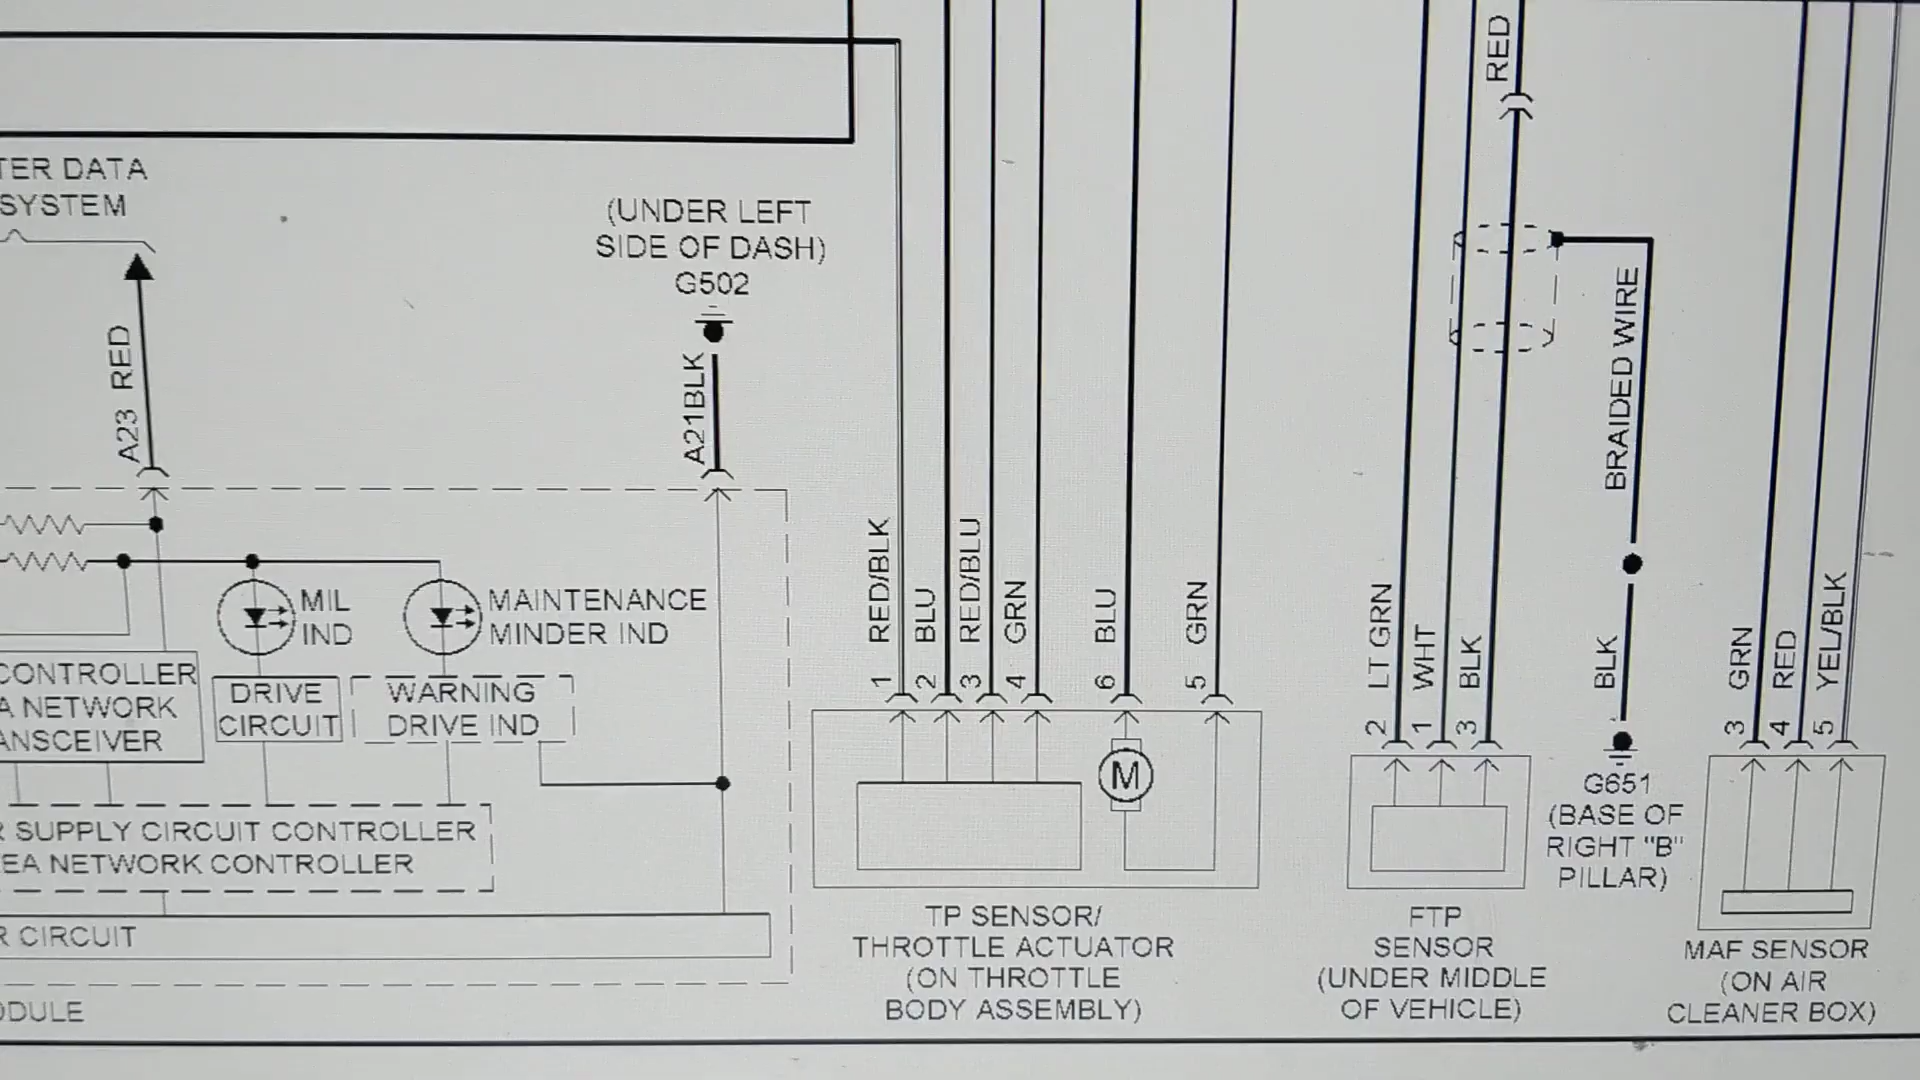 TER DATA
SYSTEM
A23 RED
(UNDER LEFT
SIDE OF DASH)
G502
A21BLK
MIL
IND
MAINTENANCE
MINDER IND
CONTROLLER
A NETWORK
ANSCEIVER
DRIVE
CIRCUIT
WARNING
DRIVE IND
R SUPPLY CIRCUIT CONTROLLER
EA NETWORK CONTROLLER
R CIRCUIT
ODULE
1 RED/BLK
2 BLU
3 RED/BLU
4 GRN
6 BLU
5 GRN
M
TP SENSOR/
THROTTLE ACTUATOR
(ON THROTTLE
BODY ASSEMBLY)
RED
2 LT GRN
1 WHT
3 BLK
FTP
SENSOR
(UNDER MIDDLE
OF VEHICLE)
BRAIDED WIRE
BLK
G651
(BASE OF
RIGHT "B"
PILLAR)
3 GRN
4 RED
5 YEL/BLK
MAF SENSOR
(ON AIR
CLEANER BOX)